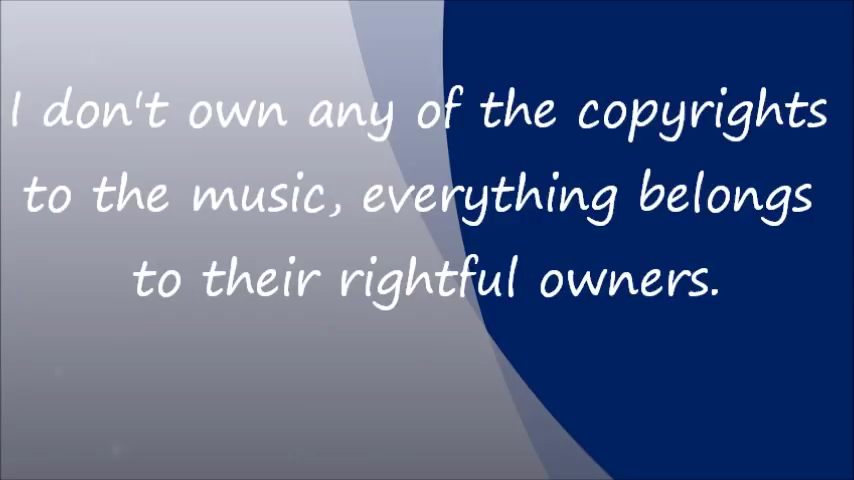 I don't own any of the copyrights
to the music, everything belongs
to their rightful owners.